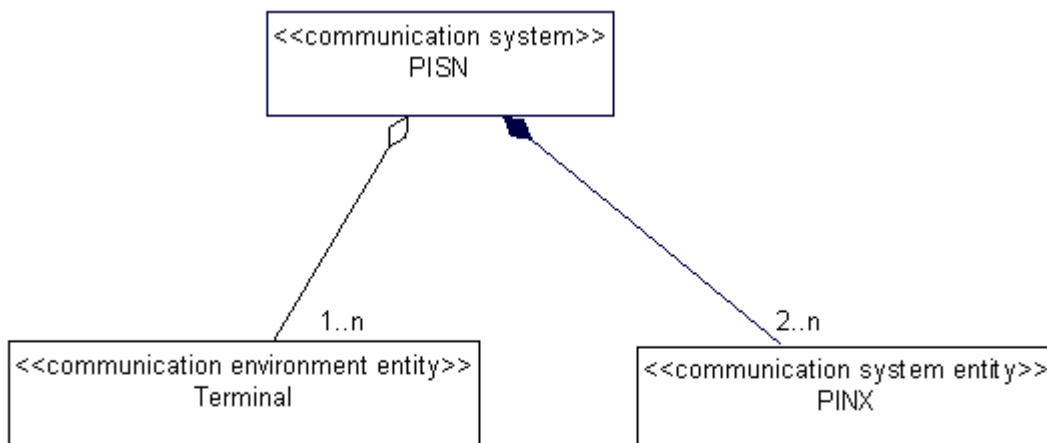 <<communication system>>
PISN
1..n
2..n
<<communication environment entity>>
Terminal
<<communication system entity>>
PINX